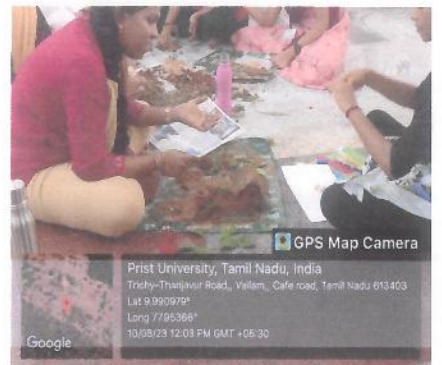 GPS Map Camera
Prist University, Tamil Nadu, India
Trichy-Thanjavur Road,, Vallam,, Cafe road, Tamil Nadu 613403
Lat 9.990979°
Long 77.95366°
10/08/23 12:03 PM GMT +05:30
Google